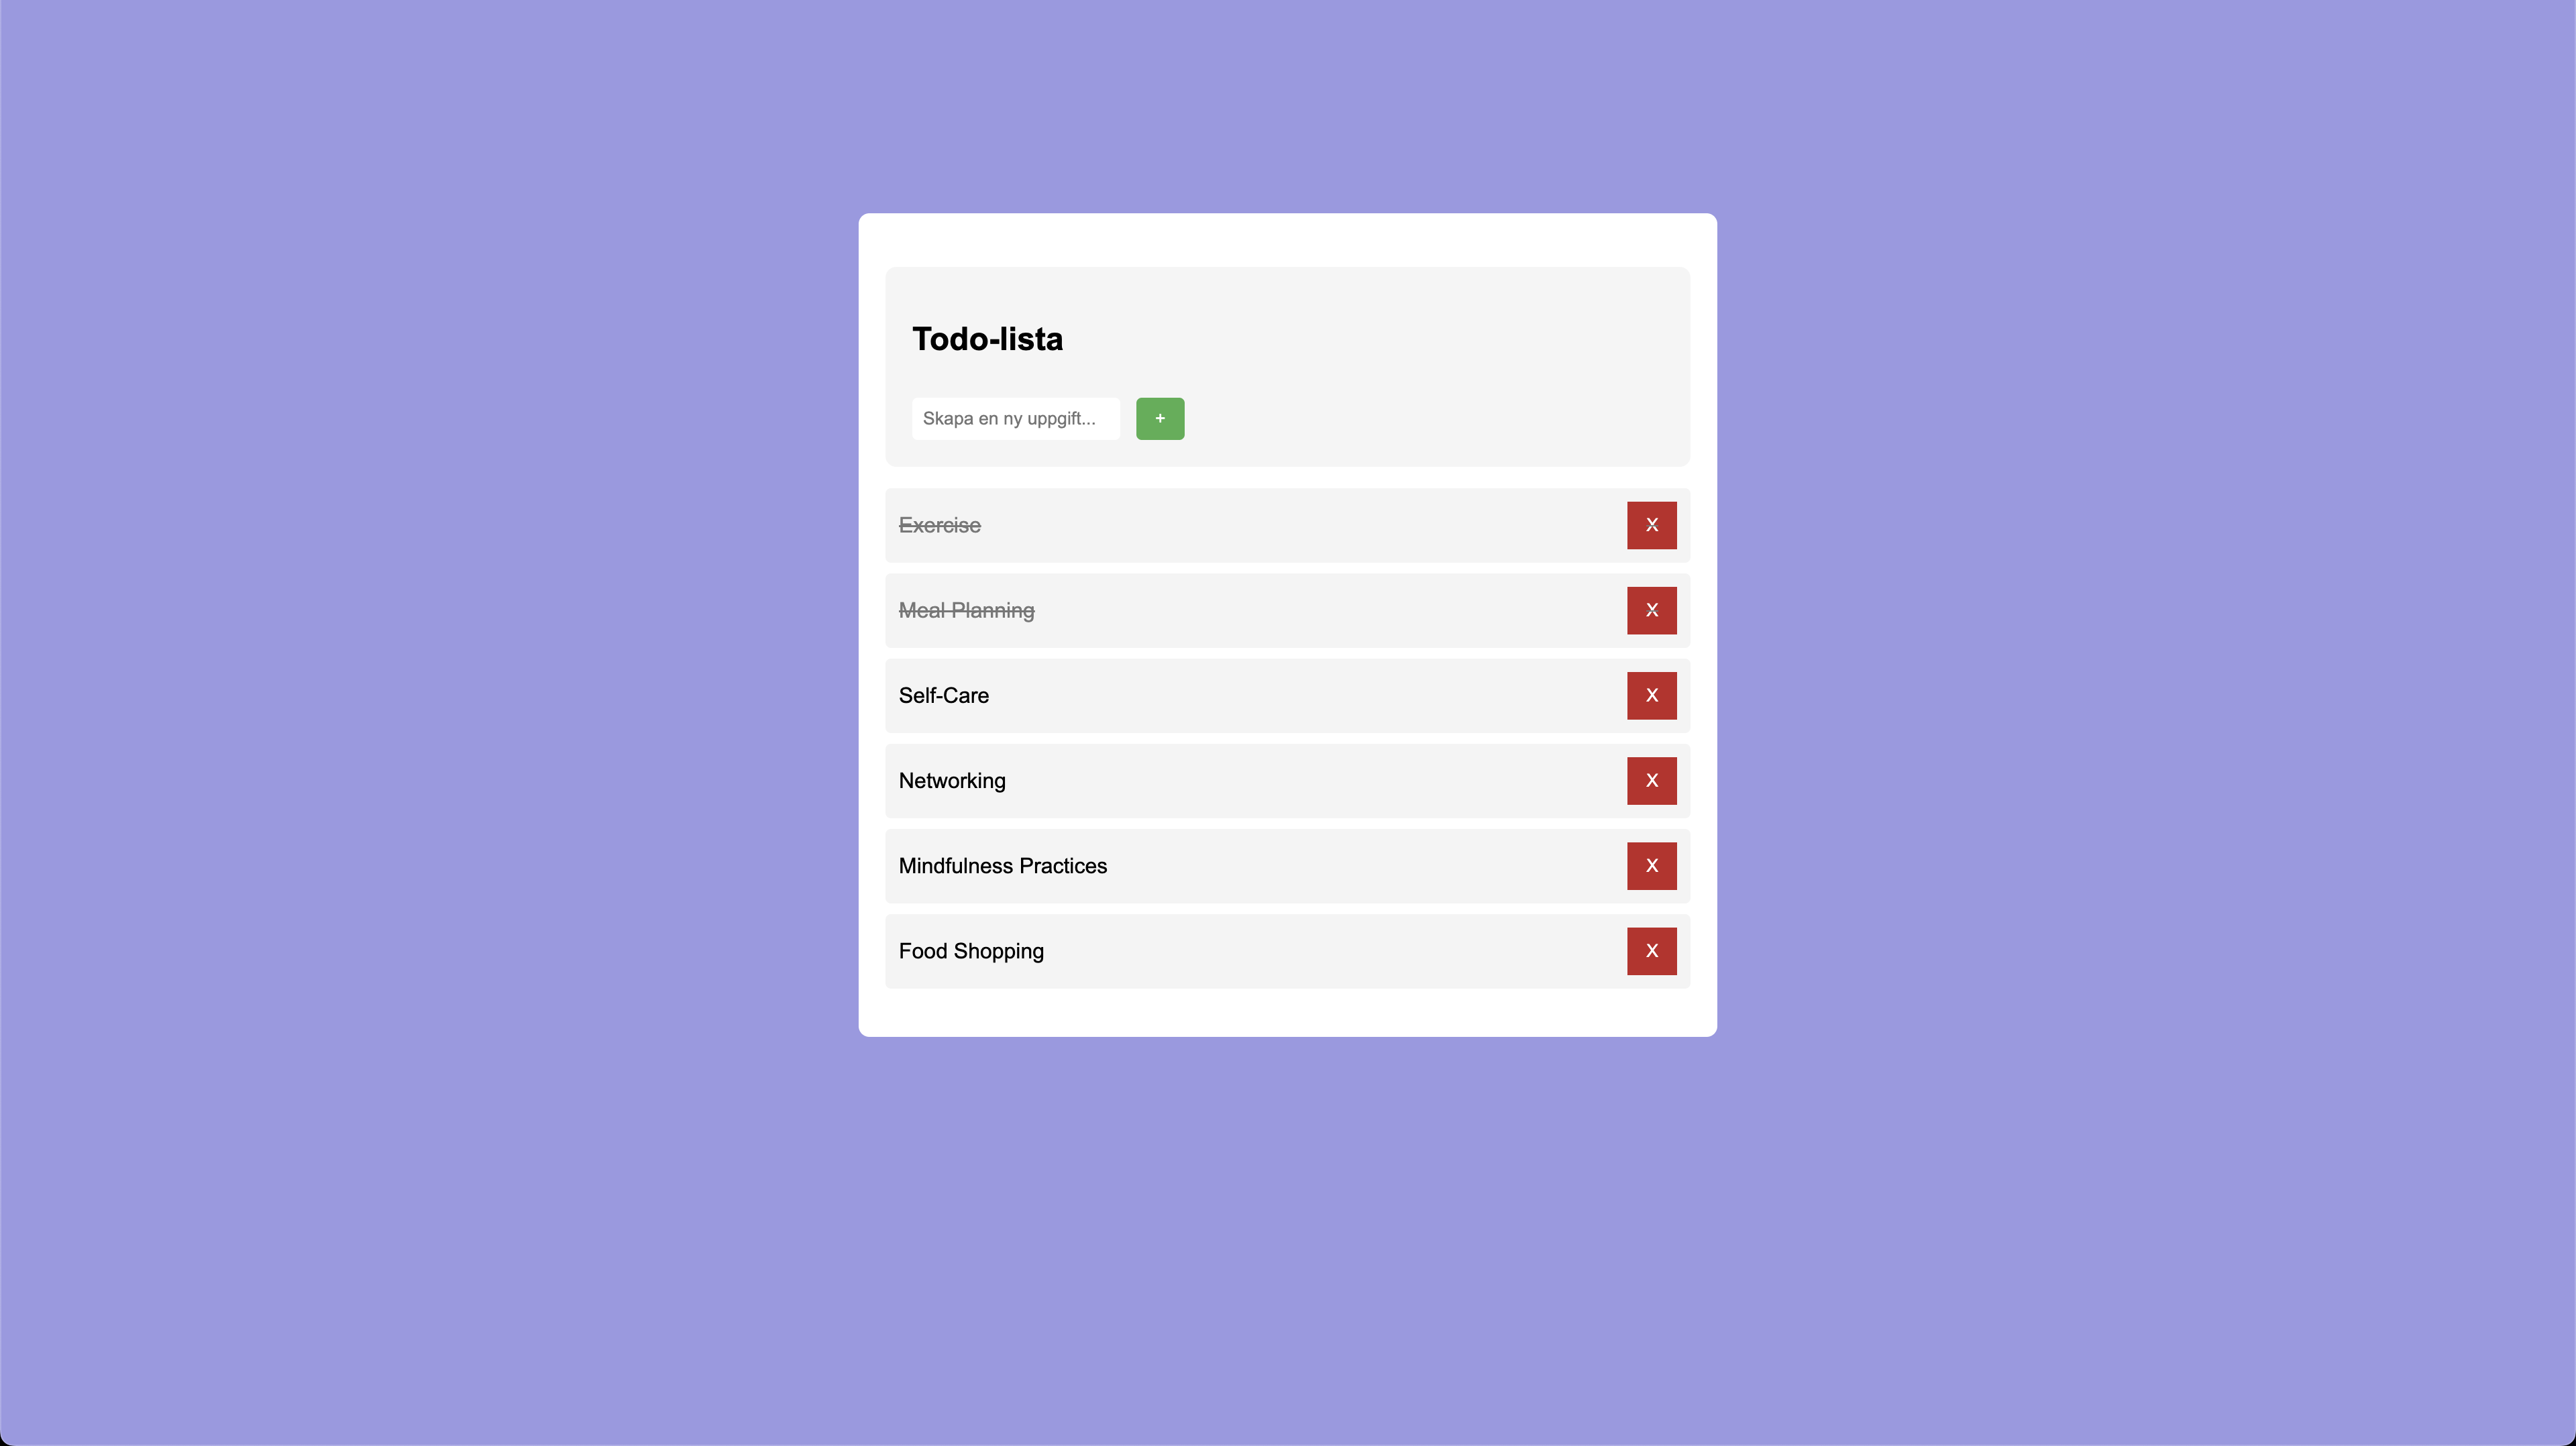 Todo-lista
Skapa en ny uppgift...
+
Exercise
X
Meal Planning
X
Self-Care
X
Networking
X
Mindfulness Practices
X
Food Shopping
X